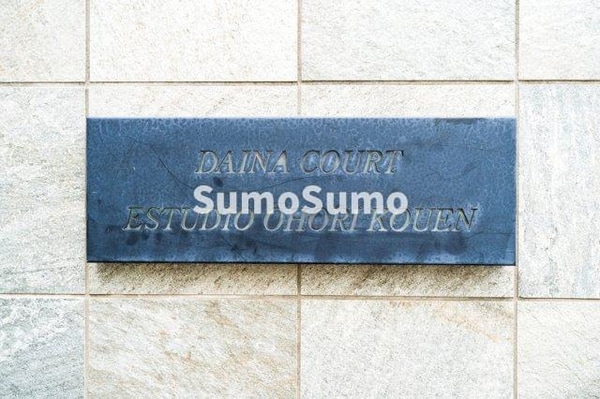 DAINA COURT
SumoSumo
ESTUDIO OHORI KOUEN